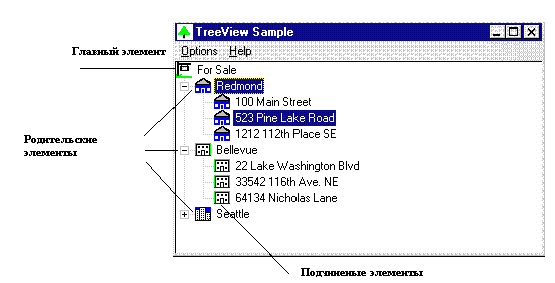 TreeView Sample
Главный элемент
Options Help
For Sale
Redmond
100 Main Street
523 Pine Lake Road
1212 112th Place SE
Родительские
элементы
Bellevue
22 Lake Washington Blvd
33542 116th Ave. NE
64134 Nicholas Lane
Seattle
Подчиненые элементы